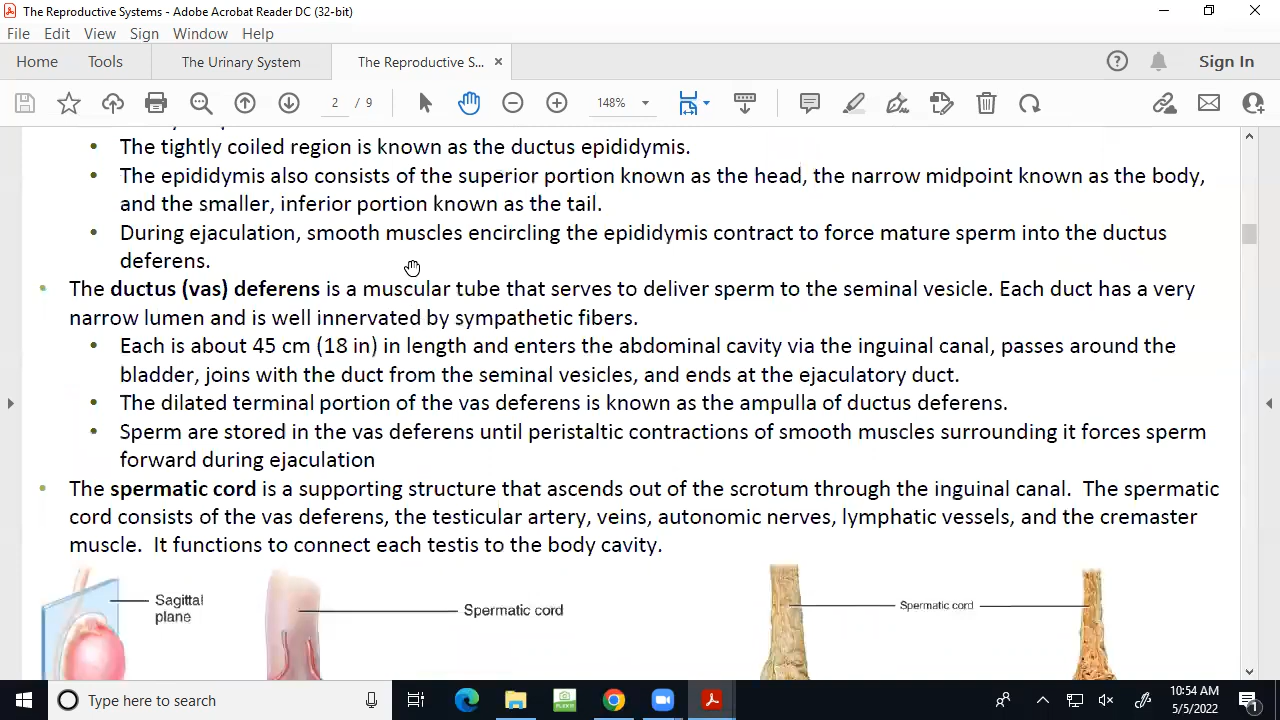 The Reproductive Systems - Adobe Acrobat Reader DC (32-bit)
File Edit View Sign Window Help
Home Tools The Urinary System The Reproductive S... × Sign In
2 / 9 148%
• The tightly coiled region is known as the ductus epididymis.
• The epididymis also consists of the superior portion known as the head, the narrow midpoint known as the body,
and the smaller, inferior portion known as the tail.
• During ejaculation, smooth muscles encircling the epididymis contract to force mature sperm into the ductus
deferens.
• The ductus (vas) deferens is a muscular tube that serves to deliver sperm to the seminal vesicle. Each duct has a very
narrow lumen and is well innervated by sympathetic fibers.
• Each is about 45 cm (18 in) in length and enters the abdominal cavity via the inguinal canal, passes around the
bladder, joins with the duct from the seminal vesicles, and ends at the ejaculatory duct.
• The dilated terminal portion of the vas deferens is known as the ampulla of ductus deferens.
• Sperm are stored in the vas deferens until peristaltic contractions of smooth muscles surrounding it forces sperm
forward during ejaculation
• The spermatic cord is a supporting structure that ascends out of the scrotum through the inguinal canal. The spermatic
cord consists of the vas deferens, the testicular artery, veins, autonomic nerves, lymphatic vessels, and the cremaster
muscle. It functions to connect each testis to the body cavity.
Sagittal
plane
Spermatic cord
Spermatic cord
Type here to search
10:54 AM
5/5/2022
1